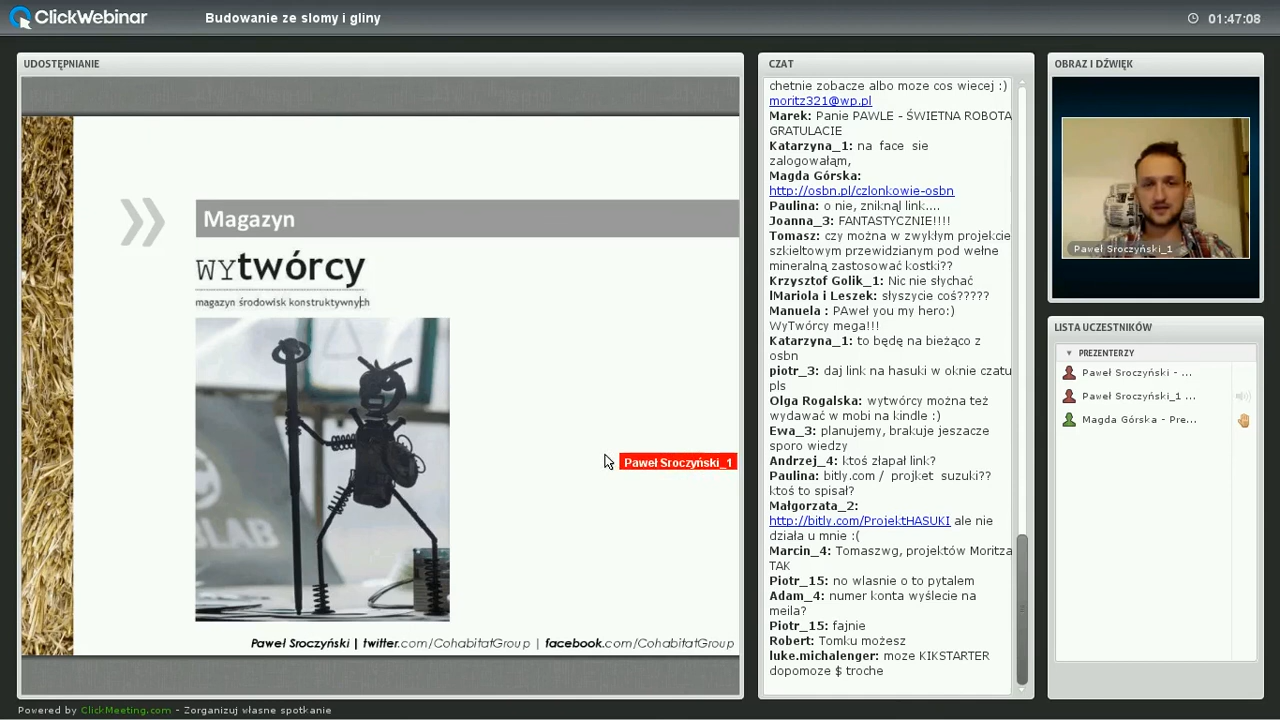 ClickWebinar
Budowanie ze slomy i gliny
01:47:08
UDOSTĘPNIANIE
Magazyn
WYtwórcy
magazyn środowisk konstruktywnych
Paweł Sroczyński_1
Paweł Sroczyński | twitter.com/CohabitatGroup | facebook.com/CohabitatGroup
CZAT
chetnie zobacze albo moze cos wiecej :)
moritz321@wp.pl
Marek: Panie PAWLE - ŚWIETNA ROBOTA
GRATULACIE
Katarzyna_1: na face sie
zalogowałąm,
Magda Górska:
http://osbn.pl/czlonkowie-osbn
Paulina: o nie, zniknął link....
Joanna_3: FANTASTYCZNIE!!!!
Tomasz: czy można w zwykłym projekcie
szkieltowym przewidzianym pod wełne
mineralną zastosować kostki??
Krzysztof Golik_1: Nic nie słychać
lMariola i Leszek: słyszycie coś?????
Manuela : PAweł you my hero:)
WyTwórcy mega!!!
Katarzyna_1: to będę na bieżąco z
osbn
piotr_3: daj link na hasuki w oknie czatu
pls
Olga Rogalska: wytwórcy można też
wydawać w mobi na kindle :)
Ewa_3: planujemy, brakuje jeszacze
sporo wiedzy
Andrzej_4: ktoś złapał link?
Paulina: bitly.com / projket suzuki??
ktoś to spisał?
Małgorzata_2:
http://bitly.com/ProjektHASUKI ale nie
działa u mnie :(
Marcin_4: Tomaszwg, projektów Moritza
TAK
Piotr_15: no wlasnie o to pytalem
Adam_4: numer konta wyślecie na
meila?
Piotr_15: fajnie
Robert: Tomku możesz
luke.michalenger: moze KIKSTARTER
dopomoze $ troche
OBRAZ I DŹWIĘK
Paweł Sroczyński_1
LISTA UCZESTNIKÓW
PREZENTERZY
Paweł Sroczyński - ...
Paweł Sroczyński_1 ...
Magda Górska - Pre...
Powered by ClickMeeting.com - Zorganizuj własne spotkanie